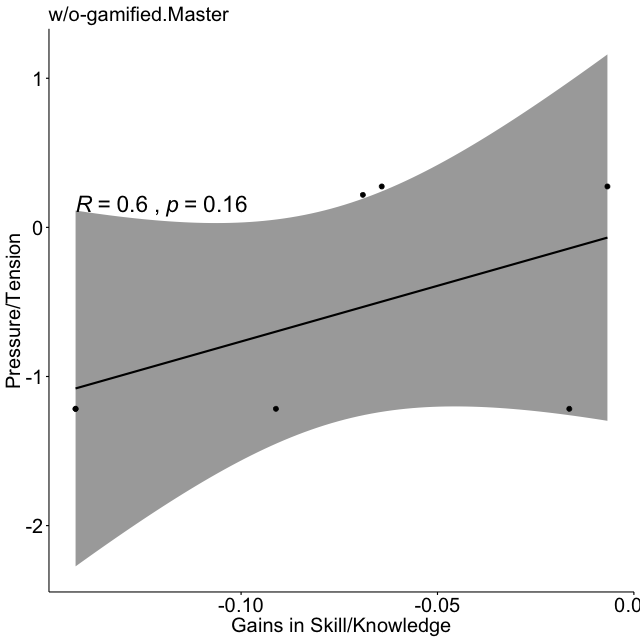 w/o-gamified.Master
1
R = 0.6 , p = 0.16
0
Pressure/Tension
-1
-2
-0.10
-0.05
0.0
Gains in Skill/Knowledge